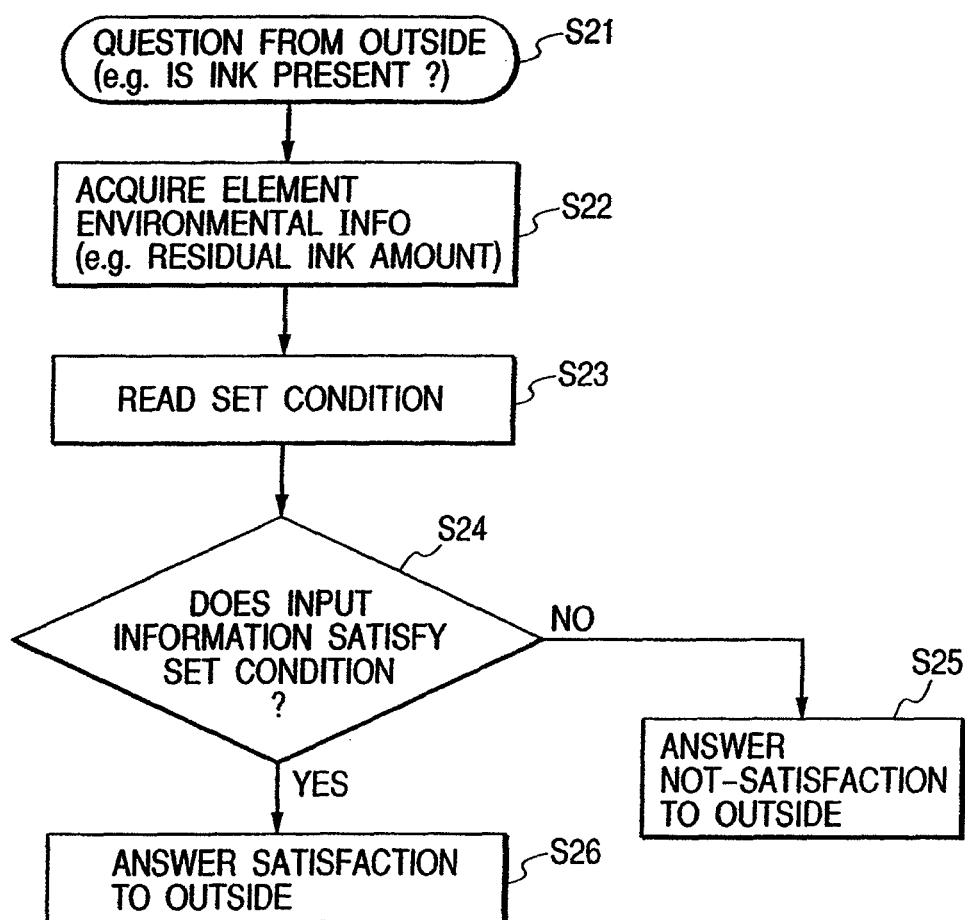 QUESTION FROM OUTSIDE
(e.g. IS INK PRESENT ?)
S21
ACQUIRE ELEMENT
ENVIRONMENTAL INFO
(e.g. RESIDUAL INK AMOUNT)
S22
READ SET CONDITION
S23
S24
DOES INPUT
INFORMATION SATISFY
SET CONDITION
?
NO
YES
S25
ANSWER
NOT-SATISFACTION
TO OUTSIDE
ANSWER SATISFACTION
TO OUTSIDE
S26